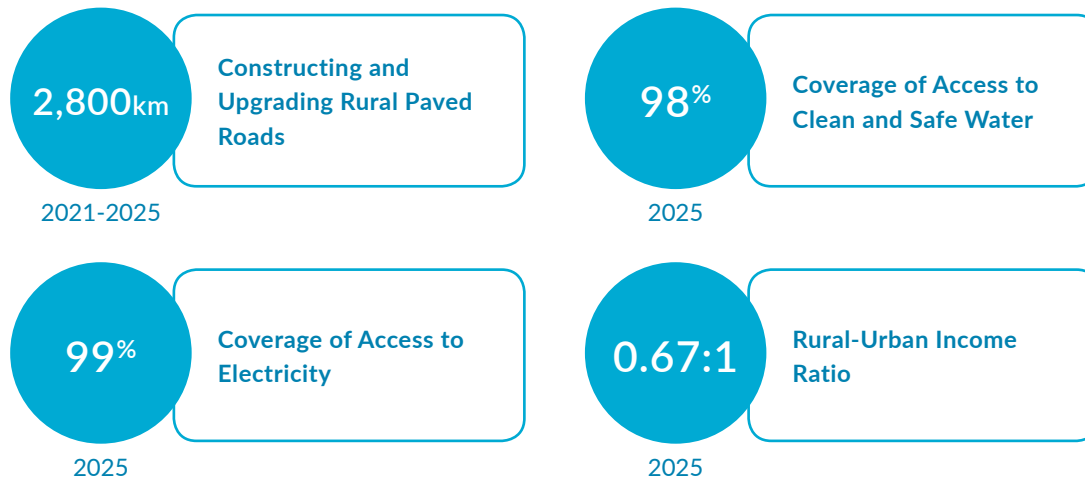 2,800km
Constructing and
Upgrading Rural Paved
Roads
2021-2025
98%
Coverage of Access to
Clean and Safe Water
2025
99%
Coverage of Access to
Electricity
2025
0.67:1
Rural-Urban Income
Ratio
2025